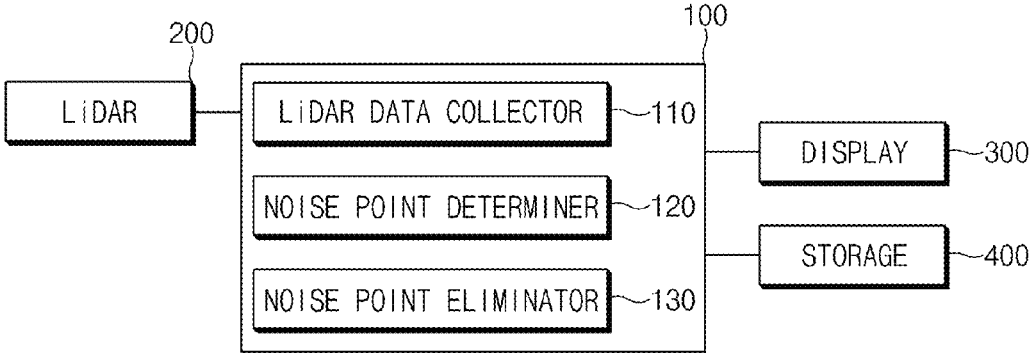 100
200
LiDAR
LiDAR DATA COLLECTOR
110
DISPLAY
300
NOISE POINT DETERMINER
120
STORAGE
400
NOISE POINT ELIMINATOR
130